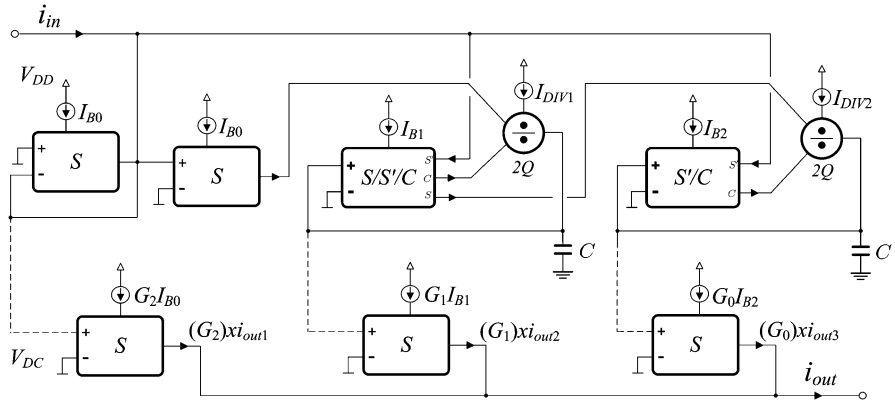 i_in
V_DD
I_B0
I_B0
I_B1
I_DIV1
I_B2
I_DIV2
+
-
S
+
-
S
+
-
S/S'/C
S'
C
S
÷
2Q
+
-
S'/C
S'
C
÷
2Q
C
C
G_2I_B0
G_1I_B1
G_0I_B2
+
-
S
(G_2)xi_out1
+
-
S
(G_1)xi_out2
+
-
S
(G_0)xi_out3
V_DC
i_out